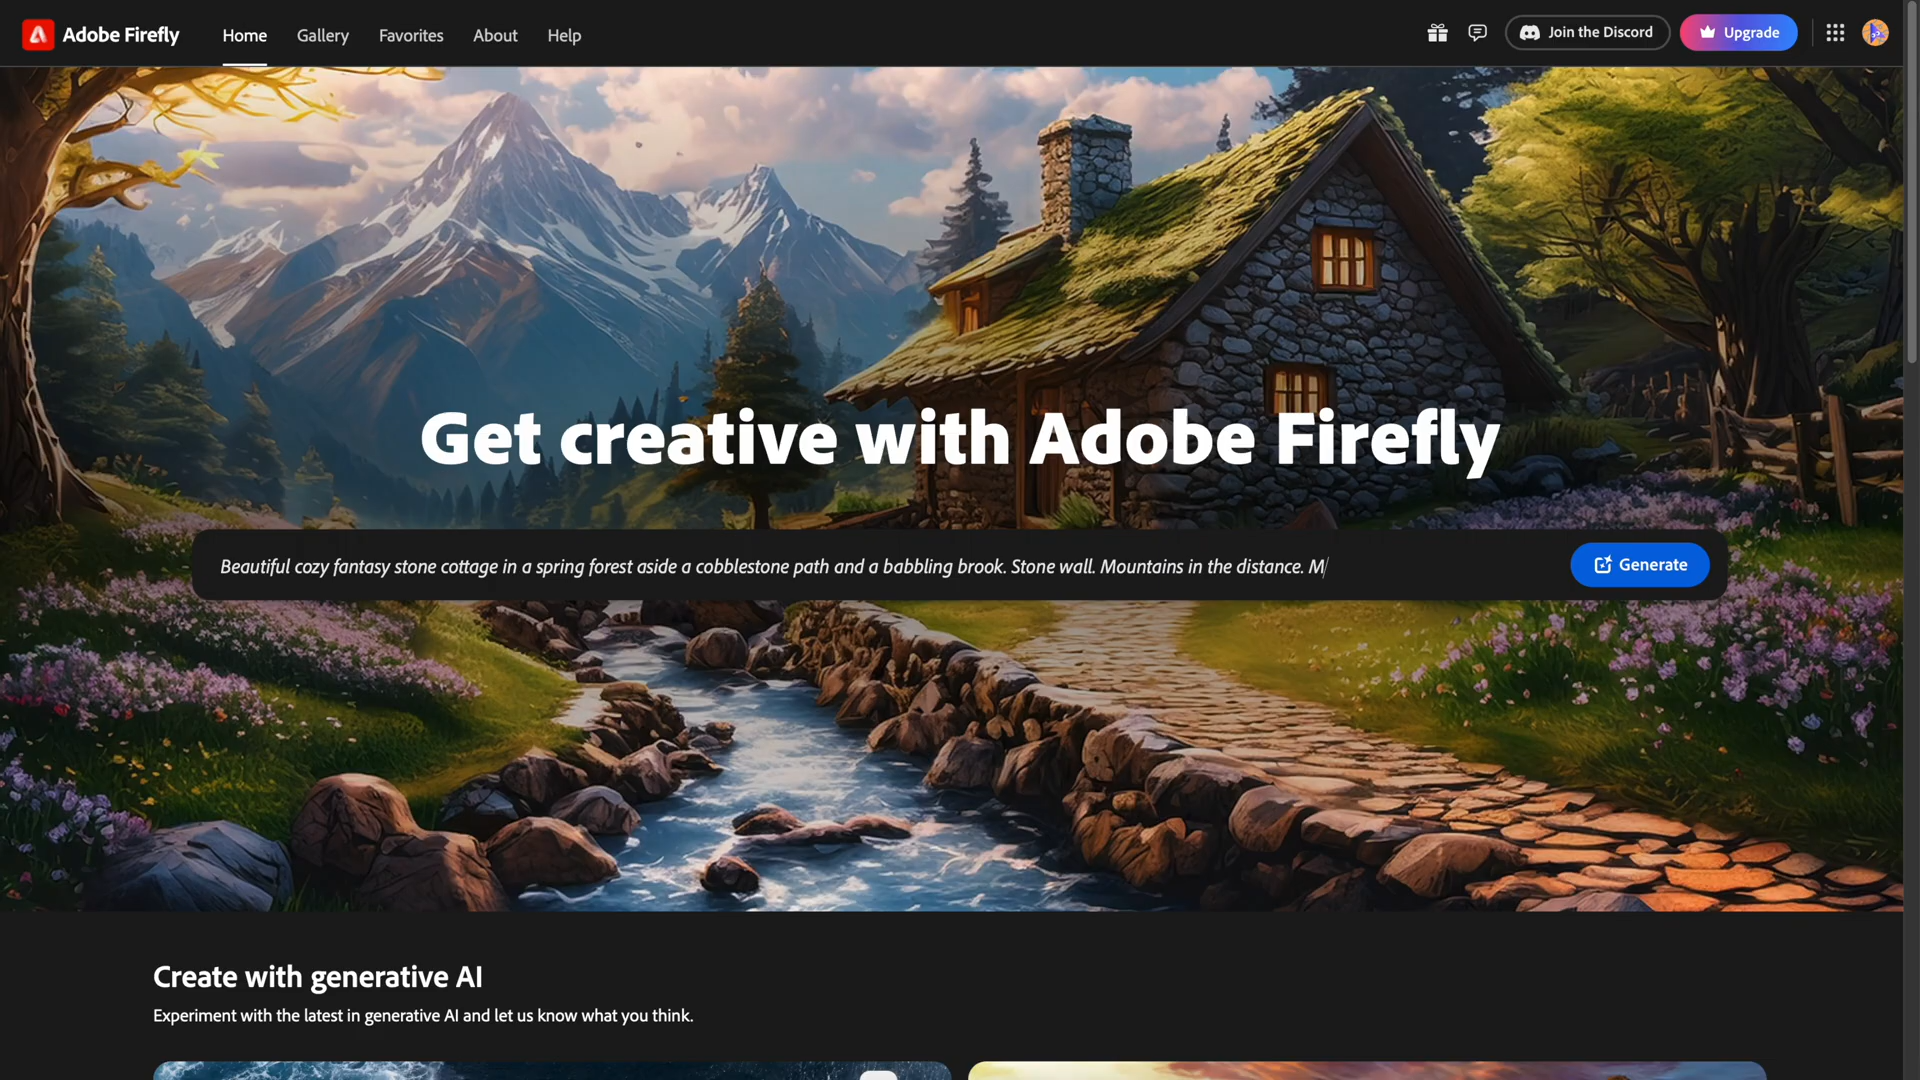 Adobe Firefly
Home
Gallery
Favorites
About
Help
Join the Discord
Upgrade
Get creative with Adobe Firefly
Beautiful cozy fantasy stone cottage in a spring forest aside a cobblestone path and a babbling brook. Stone wall. Mountains in the distance. M
Generate
Create with generative AI
Experiment with the latest in generative AI and let us know what you think.